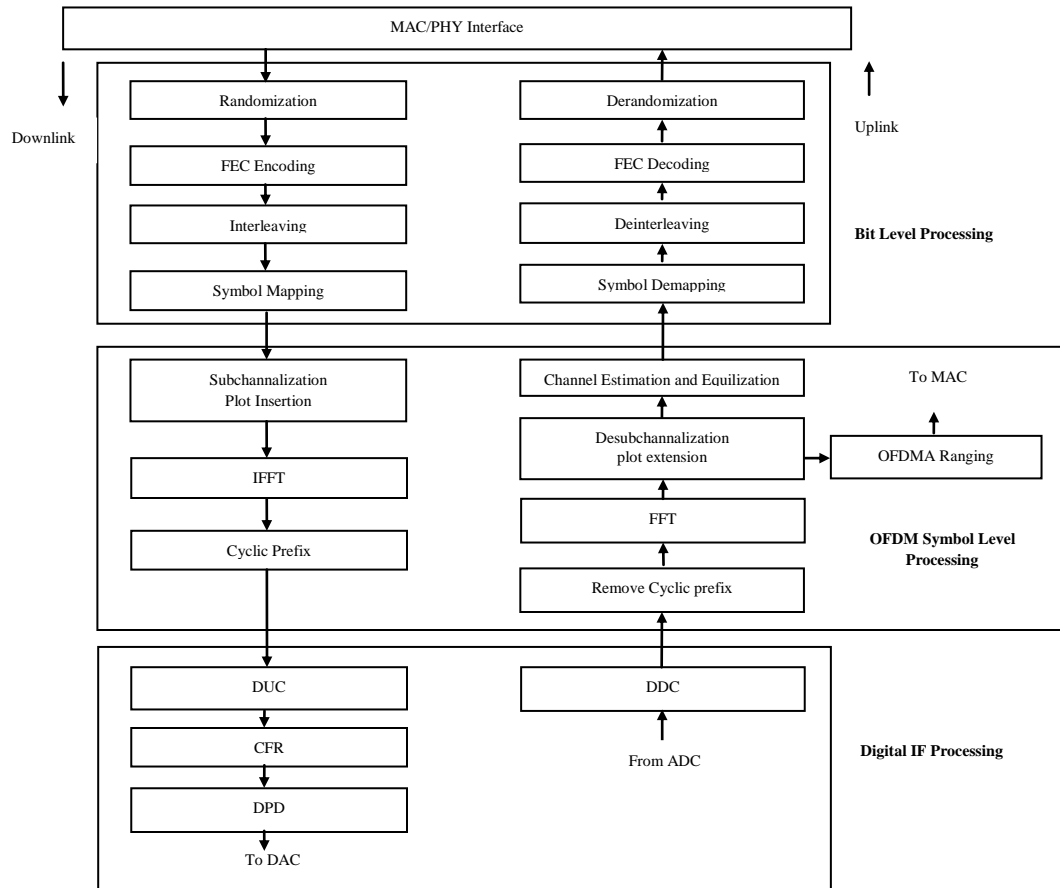 MAC/PHY Interface
Downlink
Uplink
Randomization
FEC Encoding
Interleaving
Symbol Mapping
Derandomization
FEC Decoding
Deinterleaving
Symbol Demapping
Bit Level Processing
Subchannalization
Plot Insertion
IFFT
Cyclic Prefix
Channel Estimation and Equilization
Desubchannalization
plot extension
FFT
Remove Cyclic prefix
To MAC
OFDMA Ranging
OFDM Symbol Level
Processing
DUC
CFR
DPD
To DAC
DDC
From ADC
Digital IF Processing